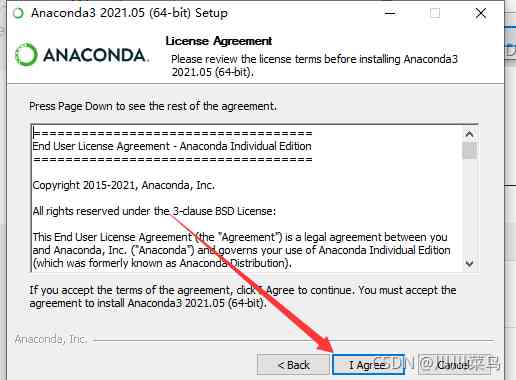 Anaconda3 2021.05 (64-bit) Setup
License Agreement
Please review the license terms before installing Anaconda3
2021.05 (64-bit).
ANACONDA.
Press Page Down to see the rest of the agreement.
===================================
End User License Agreement - Anaconda Individual Edition
===================================
Copyright 2015-2021, Anaconda, Inc.
All rights reserved under the 3-clause BSD License:
This End User License Agreement (the "Agreement") is a legal agreement between you
and Anaconda, Inc. ("Anaconda") and governs your use of Anaconda Individual Edition
(which was formerly known as Anaconda Distribution).
If you accept the terms of the agreement, click I Agree to continue. You must accept the
agreement to install Anaconda3 2021.05 (64-bit).
Anaconda, Inc.
< Back
I Agree
Cancel
CSDN @川川菜鸟